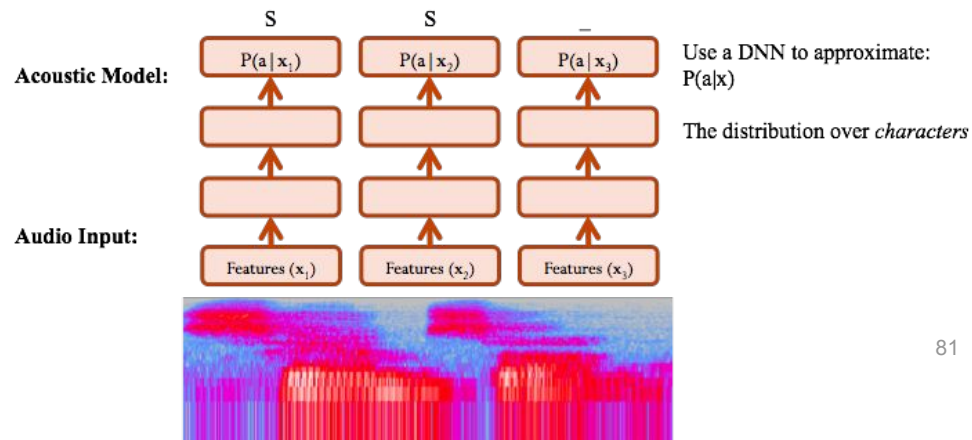 S S _
P(a|x₁) P(a|x₂) P(a|x₃)
Acoustic Model:
Use a DNN to approximate:
P(a|x)
The distribution over characters
Audio Input:
Features (x₁) Features (x₂) Features (x₃)
81